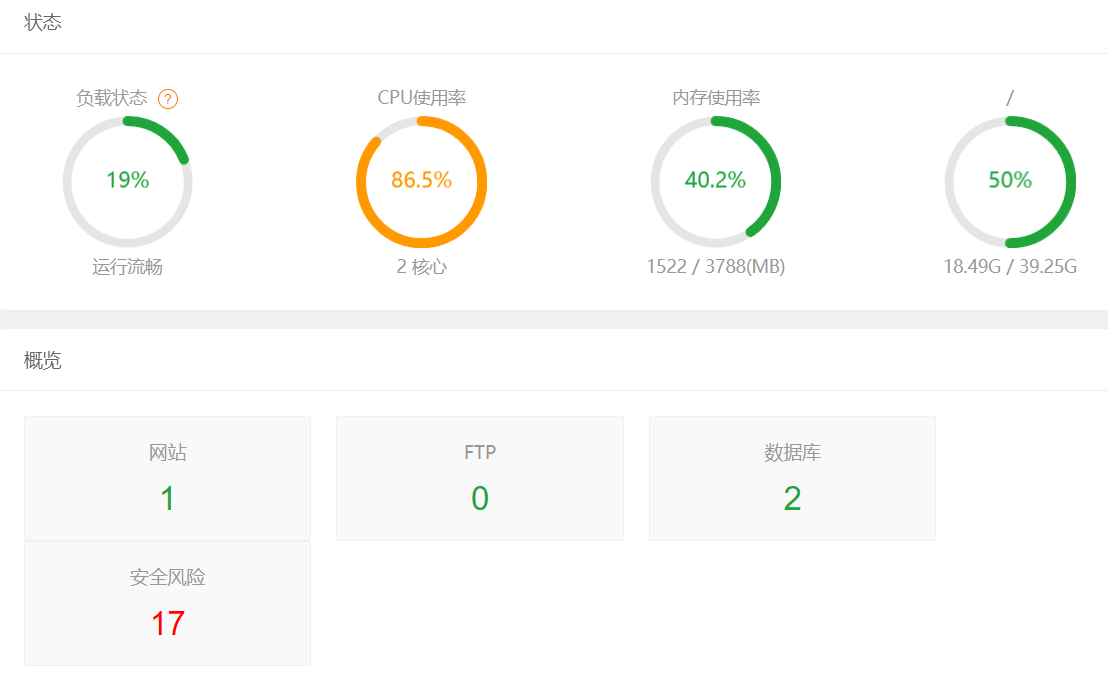 状态
负载状态 ?
CPU使用率
内存使用率
/
19%
86.5%
40.2%
50%
运行流畅
2 核心
1522 / 3788(MB)
18.49G / 39.25G
概览
网站
FTP
数据库
1
0
2
安全风险
17